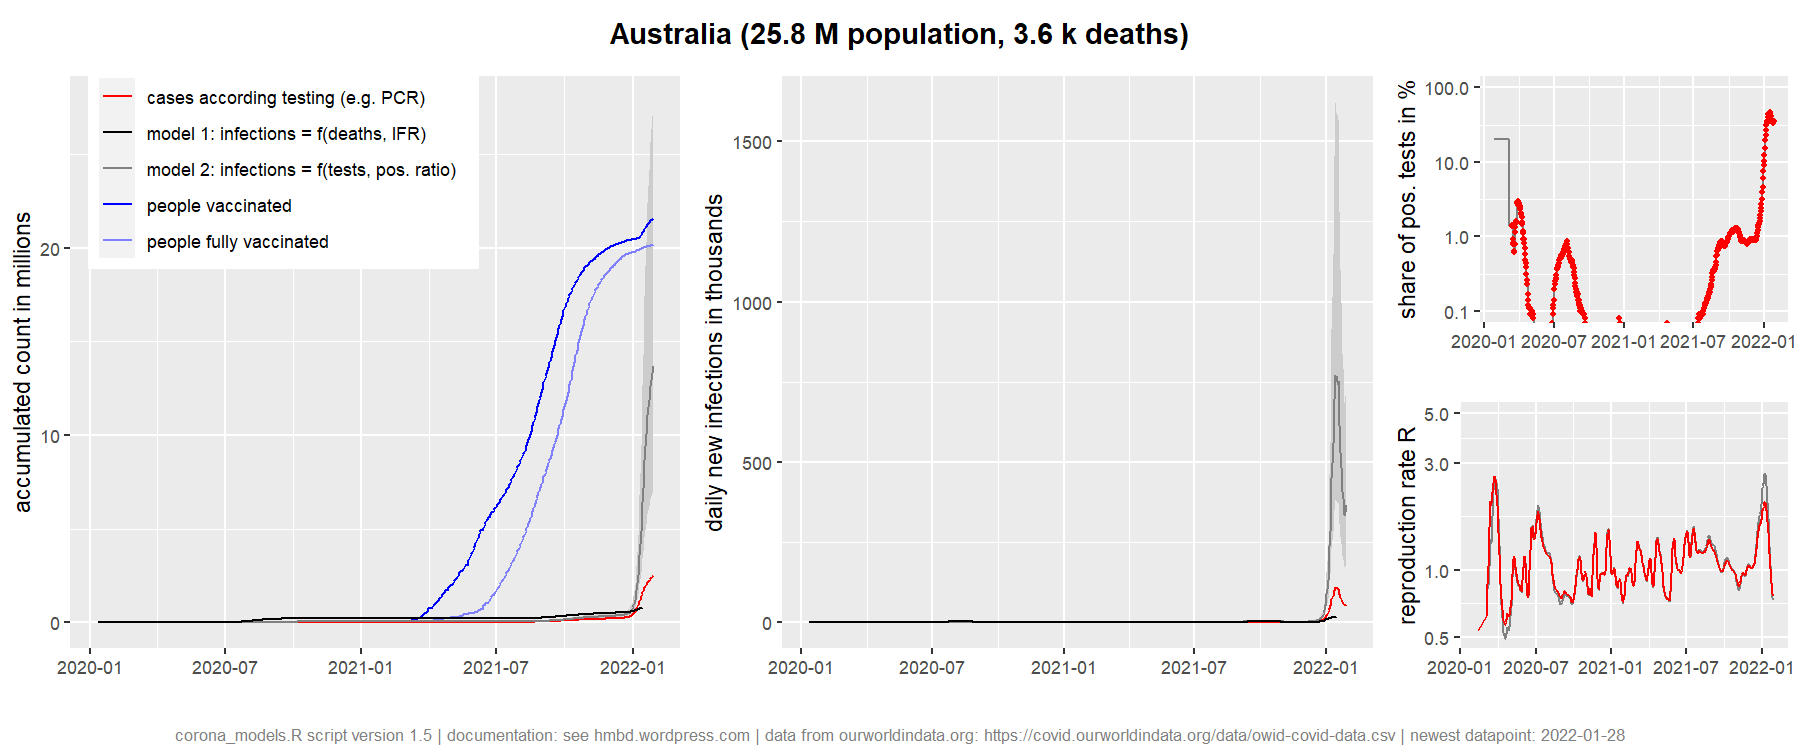 Australia (25.8 M population, 3.6 k deaths)
accumulated count in millions
cases according testing (e.g. PCR)
model 1: infections = f(deaths, IFR)
model 2: infections = f(tests, pos. ratio)
people vaccinated
people fully vaccinated
20
10
0
2020-01 2020-07 2021-01 2021-07 2022-01
daily new infections in thousands
1500
1000
500
0
2020-01 2020-07 2021-01 2021-07 2022-01
share of pos. tests in %
100.0
10.0
1.0
0.1
2020-01 2020-07 2021-01 2021-07 2022-01
reproduction rate R
5.0
3.0
1.0
0.5
2020-01 2020-07 2021-01 2021-07 2022-01
corona_models.R script version 1.5 | documentation: see hmbd.wordpress.com | data from ourworldindata.org: https://covid.ourworldindata.org/data/owid-covid-data.csv | newest datapoint: 2022-01-28